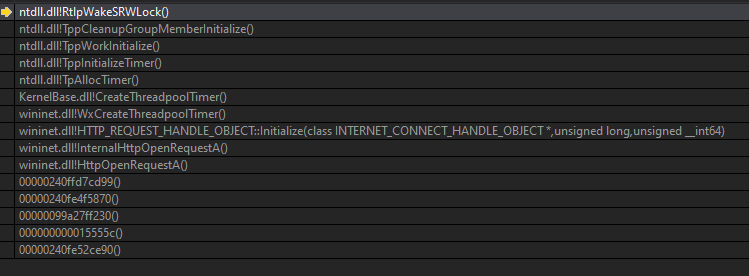 ntdll.dll!RtlpWakeSRWLock()
ntdll.dll!TppCleanupGroupMemberInitialize()
ntdll.dll!TppWorkInitialize()
ntdll.dll!TppInitializeTimer()
ntdll.dll!TpAllocTimer()
KernelBase.dll!CreateThreadpoolTimer()
wininet.dll!WxCreateThreadpoolTimer()
wininet.dll!HTTP_REQUEST_HANDLE_OBJECT::Initialize(class INTERNET_CONNECT_HANDLE_OBJECT *,unsigned long,unsigned __int64)
wininet.dll!InternalHttpOpenRequestA()
wininet.dll!HttpOpenRequestA()
00000240ffd7cd99()
00000240fe4f5870()
00000099a27ff230()
000000000015555c()
00000240fe52ce90()